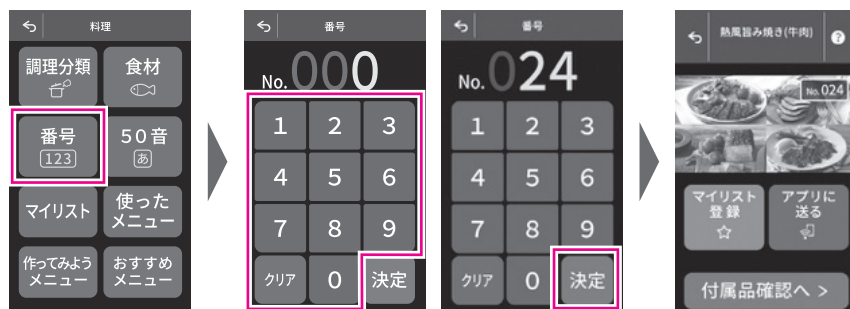 料理
調理分類
食材
番号
123
50音
あ
マイリスト
使った
メニュー
作ってみよう
メニュー
おすすめ
メニュー
番号
No.000
1 2 3
4 5 6
7 8 9
クリア 0 決定
番号
No.024
1 2 3
4 5 6
7 8 9
クリア 0 決定
熱風旨み焼き(牛肉)
?
No.024
マイリスト
登録
アプリに
送る
付属品確認へ >